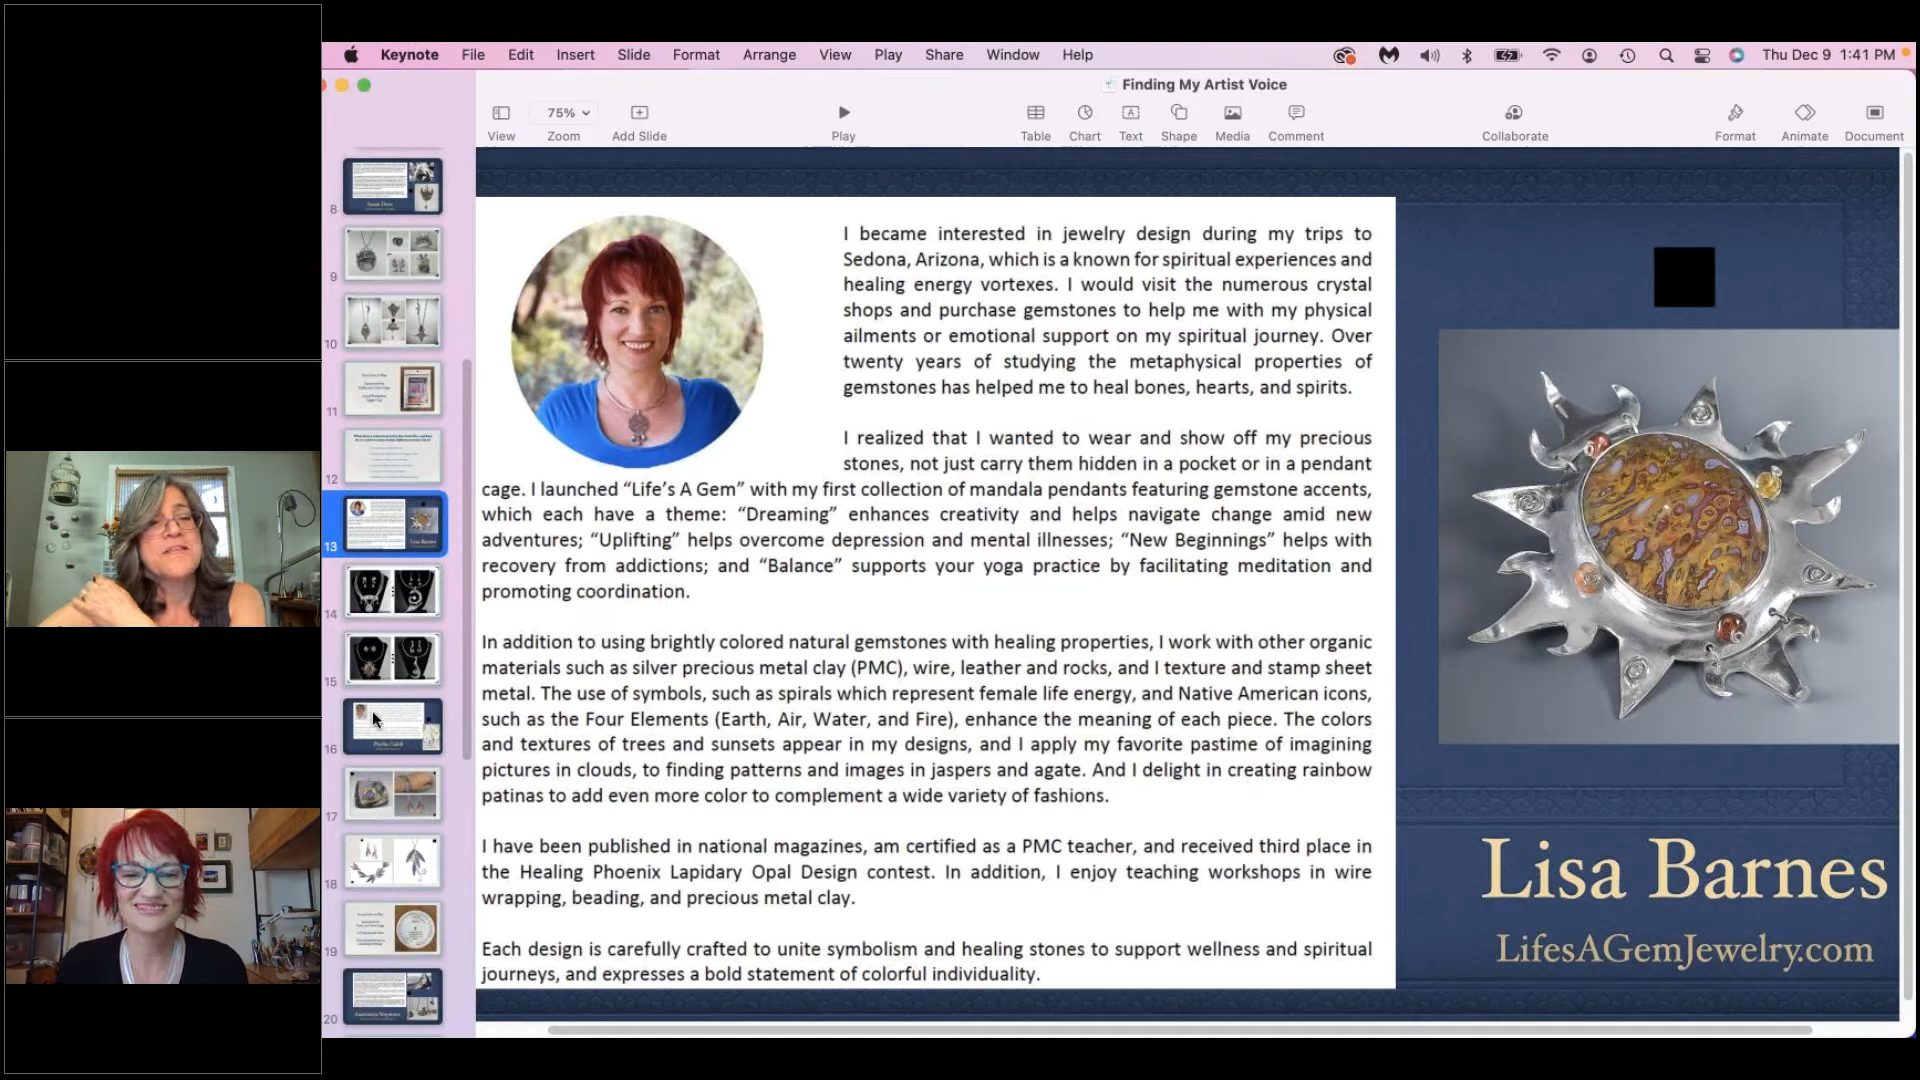 Keynote File Edit Insert Slide Format Arrange View Play Share Window Help
Thu Dec 9 1:41 PM
Finding My Artist Voice
75%
View Zoom Add Slide Play Table Chart Text Shape Media Comment Collaborate Format Animate Document
8
9
10
11
12
13
14
15
16
17
18
19
20
I became interested in jewelry design during my trips to
Sedona, Arizona, which is a known for spiritual experiences and
healing energy vortexes. I would visit the numerous crystal
shops and purchase gemstones to help me with my physical
ailments or emotional support on my spiritual journey. Over
twenty years of studying the metaphysical properties of
gemstones has helped me to heal bones, hearts, and spirits.
I realized that I wanted to wear and show off my precious
stones, not just carry them hidden in a pocket or in a pendant
cage. I launched “Life’s A Gem” with my first collection of mandala pendants featuring gemstone accents,
which each have a theme: “Dreaming” enhances creativity and helps navigate change amid new
adventures; “Uplifting” helps overcome depression and mental illnesses; “New Beginnings” helps with
recovery from addictions; and “Balance” supports your yoga practice by facilitating meditation and
promoting coordination.
In addition to using brightly colored natural gemstones with healing properties, I work with other organic
materials such as silver precious metal clay (PMC), wire, leather and rocks, and I texture and stamp sheet
metal. The use of symbols, such as spirals which represent female life energy, and Native American icons,
such as the Four Elements (Earth, Air, Water, and Fire), enhance the meaning of each piece. The colors
and textures of trees and sunsets appear in my designs, and I apply my favorite pastime of imagining
pictures in clouds, to finding patterns and images in jaspers and agate. And I delight in creating rainbow
patinas to add even more color to complement a wide variety of fashions.
I have been published in national magazines, am certified as a PMC teacher, and received third place in
the Healing Phoenix Lapidary Opal Design contest. In addition, I enjoy teaching workshops in wire
wrapping, beading, and precious metal clay.
Each design is carefully crafted to unite symbolism and healing stones to support wellness and spiritual
journeys, and expresses a bold statement of colorful individuality.
Lisa Barnes
LifesAGemJewelry.com
Lisa Barnes